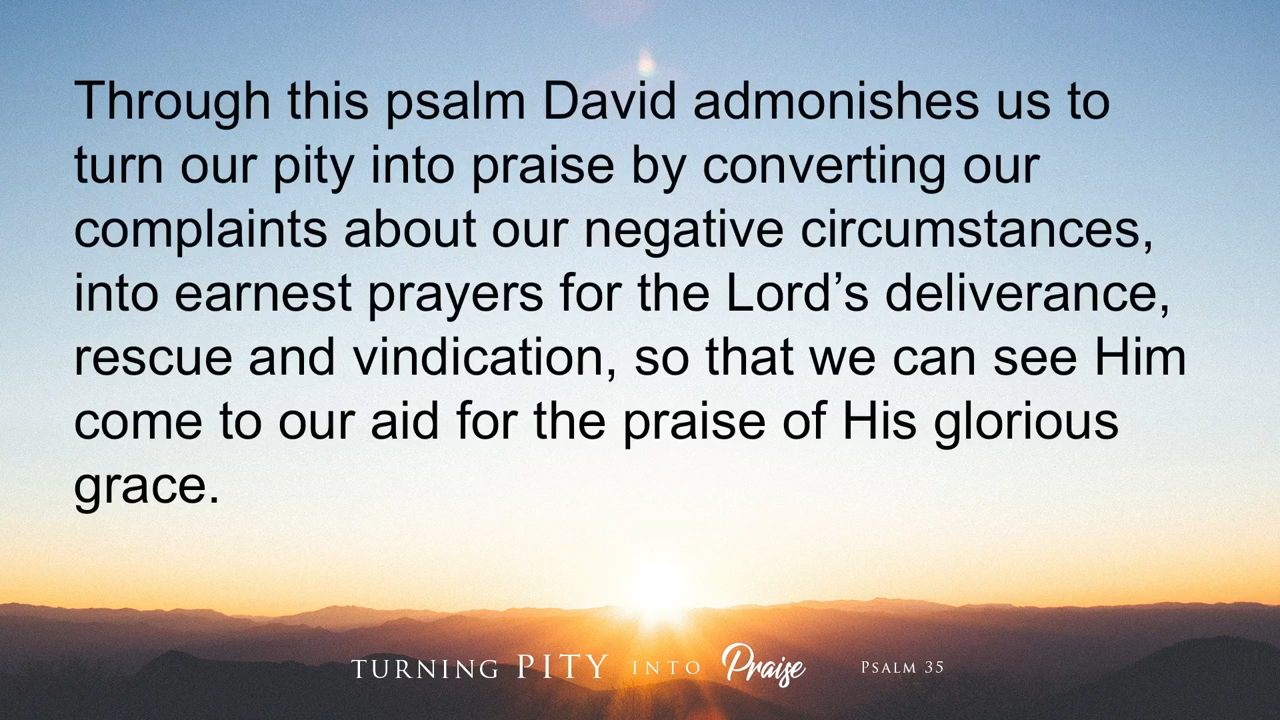 Through this psalm David admonishes us to
turn our pity into praise by converting our
complaints about our negative circumstances,
into earnest prayers for the Lord’s deliverance,
rescue and vindication, so that we can see Him
come to our aid for the praise of His glorious
grace.
TURNING PITY INTO Praise PSALM 35